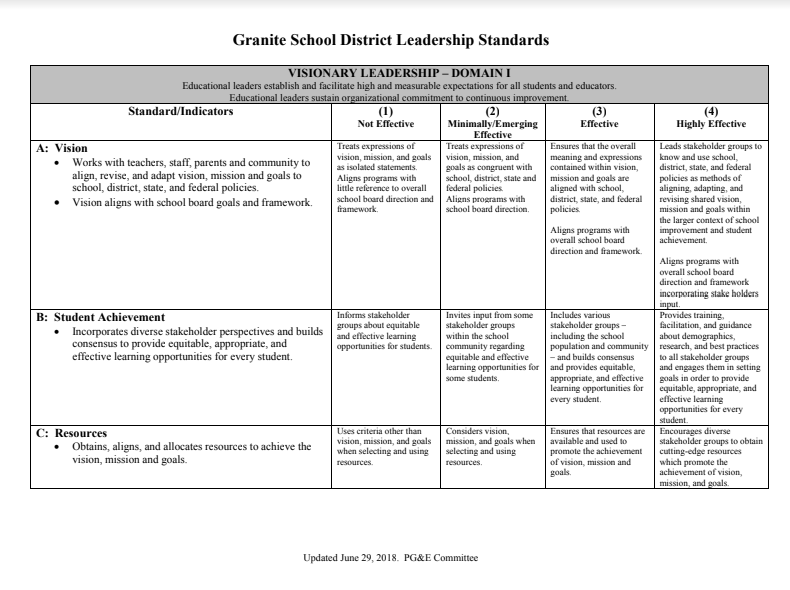 Granite School District Leadership Standards
VISIONARY LEADERSHIP – DOMAIN I
Educational leaders establish and facilitate high and measurable expectations for all students and educators.
Educational leaders sustain organizational commitment to continuous improvement.
Standard/Indicators
(1)
Not Effective
(2)
Minimally/Emerging
Effective
(3)
Effective
(4)
Highly Effective
A: Vision
• Works with teachers, staff, parents and community to
align, revise, and adapt vision, mission and goals to
school, district, state, and federal policies.
• Vision aligns with school board goals and framework.
Treats expressions of
vision, mission, and goals
as isolated statements.
Aligns programs with
little reference to overall
school board direction and
framework.
Treats expressions of
vision, mission, and
goals as congruent with
school, district, state and
federal policies.
Aligns programs with
school board direction.
Ensures that the overall
meaning and expressions
contained within vision,
mission and goals are
aligned with school,
district, state, and federal
policies.
Aligns programs with
overall school board
direction and framework.
Leads stakeholder groups to
know and use school,
district, state, and federal
policies as methods of
aligning, adapting, and
revising shared vision,
mission and goals within
the larger context of school
improvement and student
achievement.
Aligns programs with
overall school board
direction and framework
incorporating stake holders
input.
B: Student Achievement
• Incorporates diverse stakeholder perspectives and builds
consensus to provide equitable, appropriate, and
effective learning opportunities for every student.
Informs stakeholder
groups about equitable
and effective learning
opportunities for students.
Invites input from some
stakeholder groups
within the school
community regarding
equitable and effective
learning opportunities for
some students.
Includes various
stakeholder groups –
including the school
population and community
– and builds consensus
and provides equitable,
appropriate, and effective
learning opportunities for
every student.
Provides training,
facilitation, and guidance
about demographics,
research, and best practices
to all stakeholder groups
and engages them in setting
goals in order to provide
equitable, appropriate, and
effective learning
opportunities for every
student.
C: Resources
• Obtains, aligns, and allocates resources to achieve the
vision, mission and goals.
Uses criteria other than
vision, mission, and goals
when selecting and using
resources.
Considers vision,
mission, and goals when
selecting and using
resources.
Ensures that resources are
available and used to
promote the achievement
of vision, mission and
goals.
Encourages diverse
stakeholder groups to obtain
cutting-edge resources
which promote the
achievement of vision,
mission, and goals.
Updated June 29, 2018. PG&E Committee